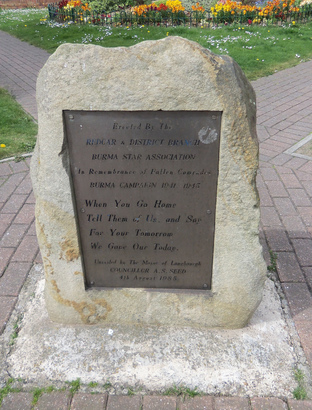 Erected By The
REDCAR & DISTRICT BRANCH
BURMA STAR ASSOCIATION
In Remembrance of Fallen Comrades
BURMA CAMPAIGN 1941-1945
When You Go Home
Tell Them Of Us, and Say
For Your Tomorrow
We Gave Our Today.
Unveiled By The Mayor of Langbaurgh
COUNCILLOR A. S. SEED
4th August 1985.